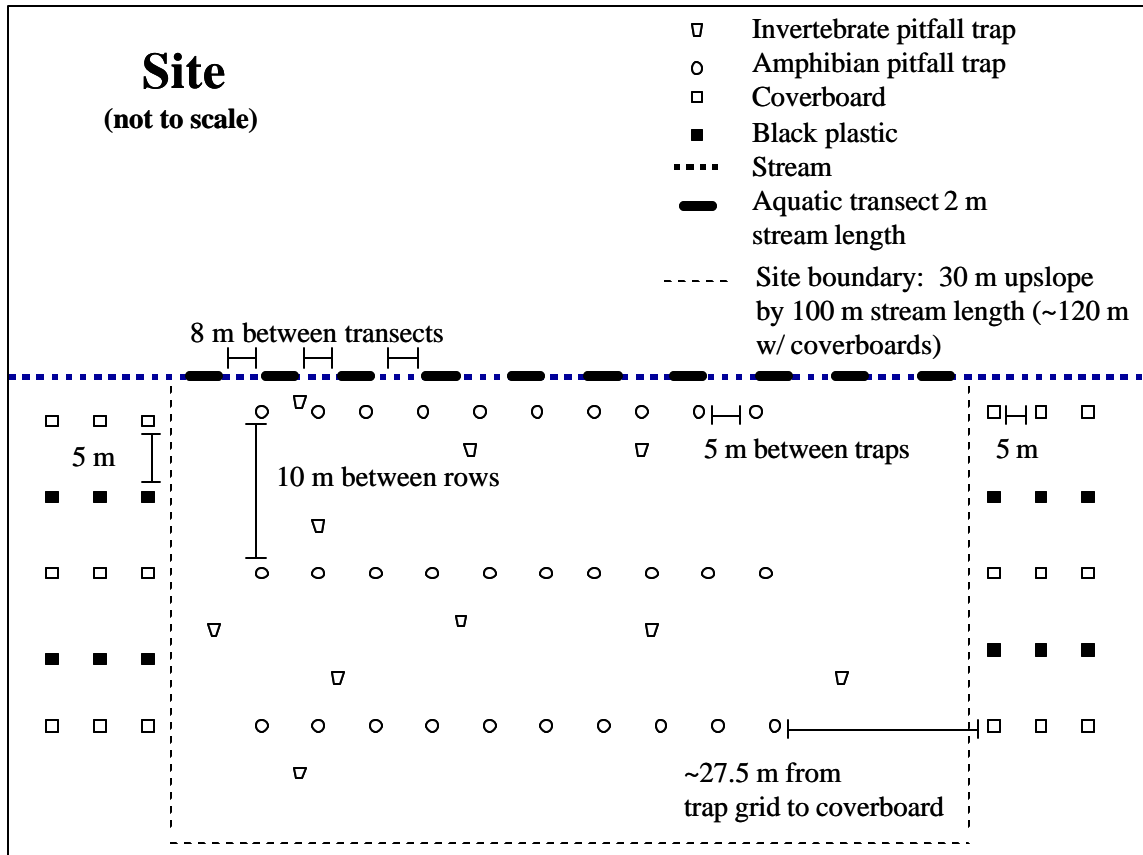 Site
(not to scale)
Invertebrate pitfall trap
Amphibian pitfall trap
Coverboard
Black plastic
Stream
Aquatic transect 2 m
stream length
Site boundary:  30 m upslope
by 100 m stream length (~120 m
w/ coverboards)
8 m between transects
5 m
10 m between rows
5 m between traps
5 m
~27.5 m from
trap grid to coverboard